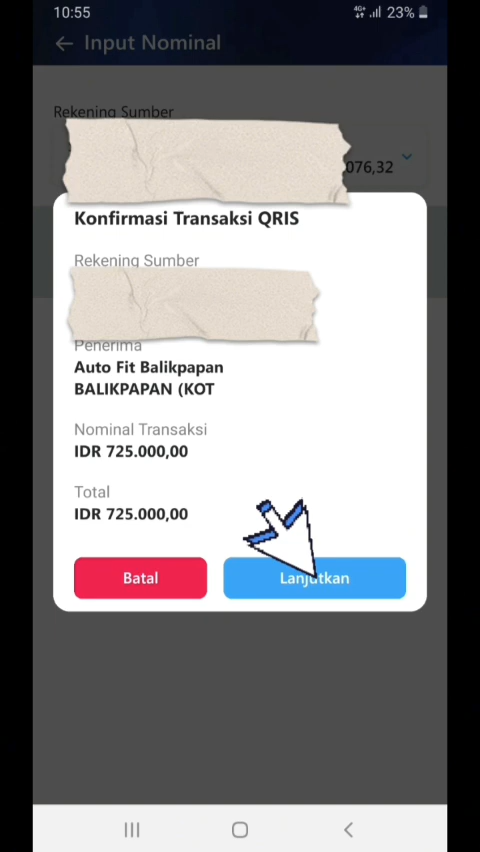 10:55
4G+
23%
Input Nominal
Rekening Sumber
076,32
Konfirmasi Transaksi QRIS
Rekening Sumber
Penerima
Auto Fit Balikpapan
BALIKPAPAN (KOT
Nominal Transaksi
IDR 725.000,00
Total
IDR 725.000,00
Batal
Lanjutkan